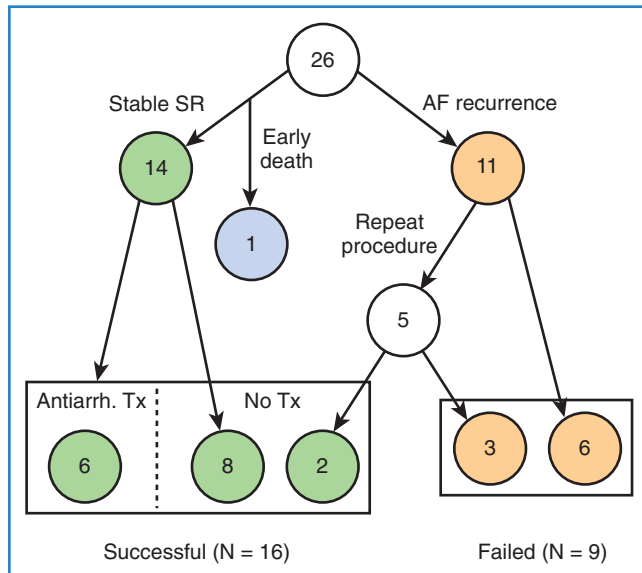 26
Stable SR
AF recurrence
Early
death
14
11
1
Repeat
procedure
5
Antiarrh. Tx
No Tx
6
8
2
3
6
Successful (N = 16)
Failed (N = 9)